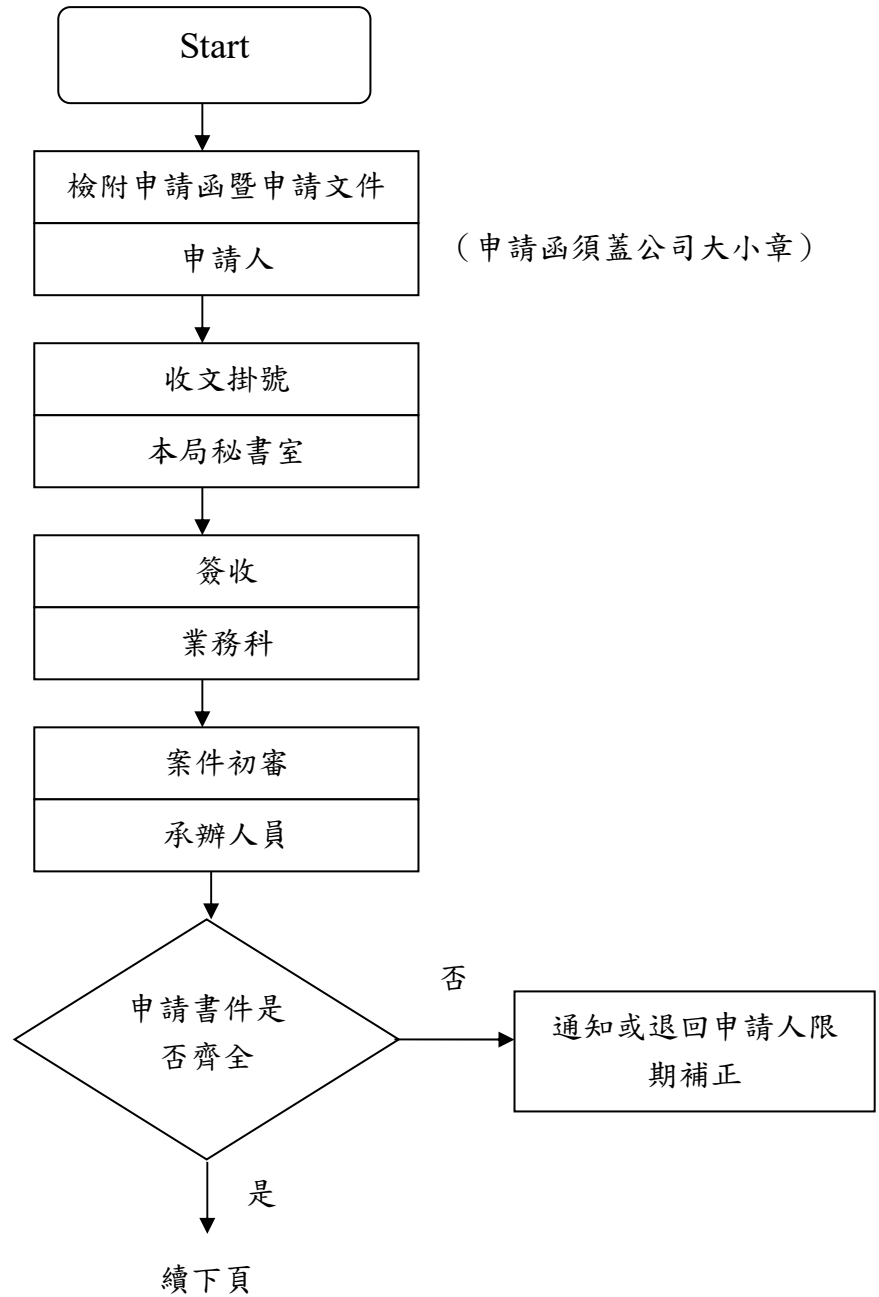 Start
檢附申請函暨申請文件
申請人
（申請函須蓋公司大小章）
收文掛號
本局秘書室
簽收
業務科
案件初審
承辦人員
申請書件是
否齊全
否
通知或退回申請人限
期補正
是
續下頁